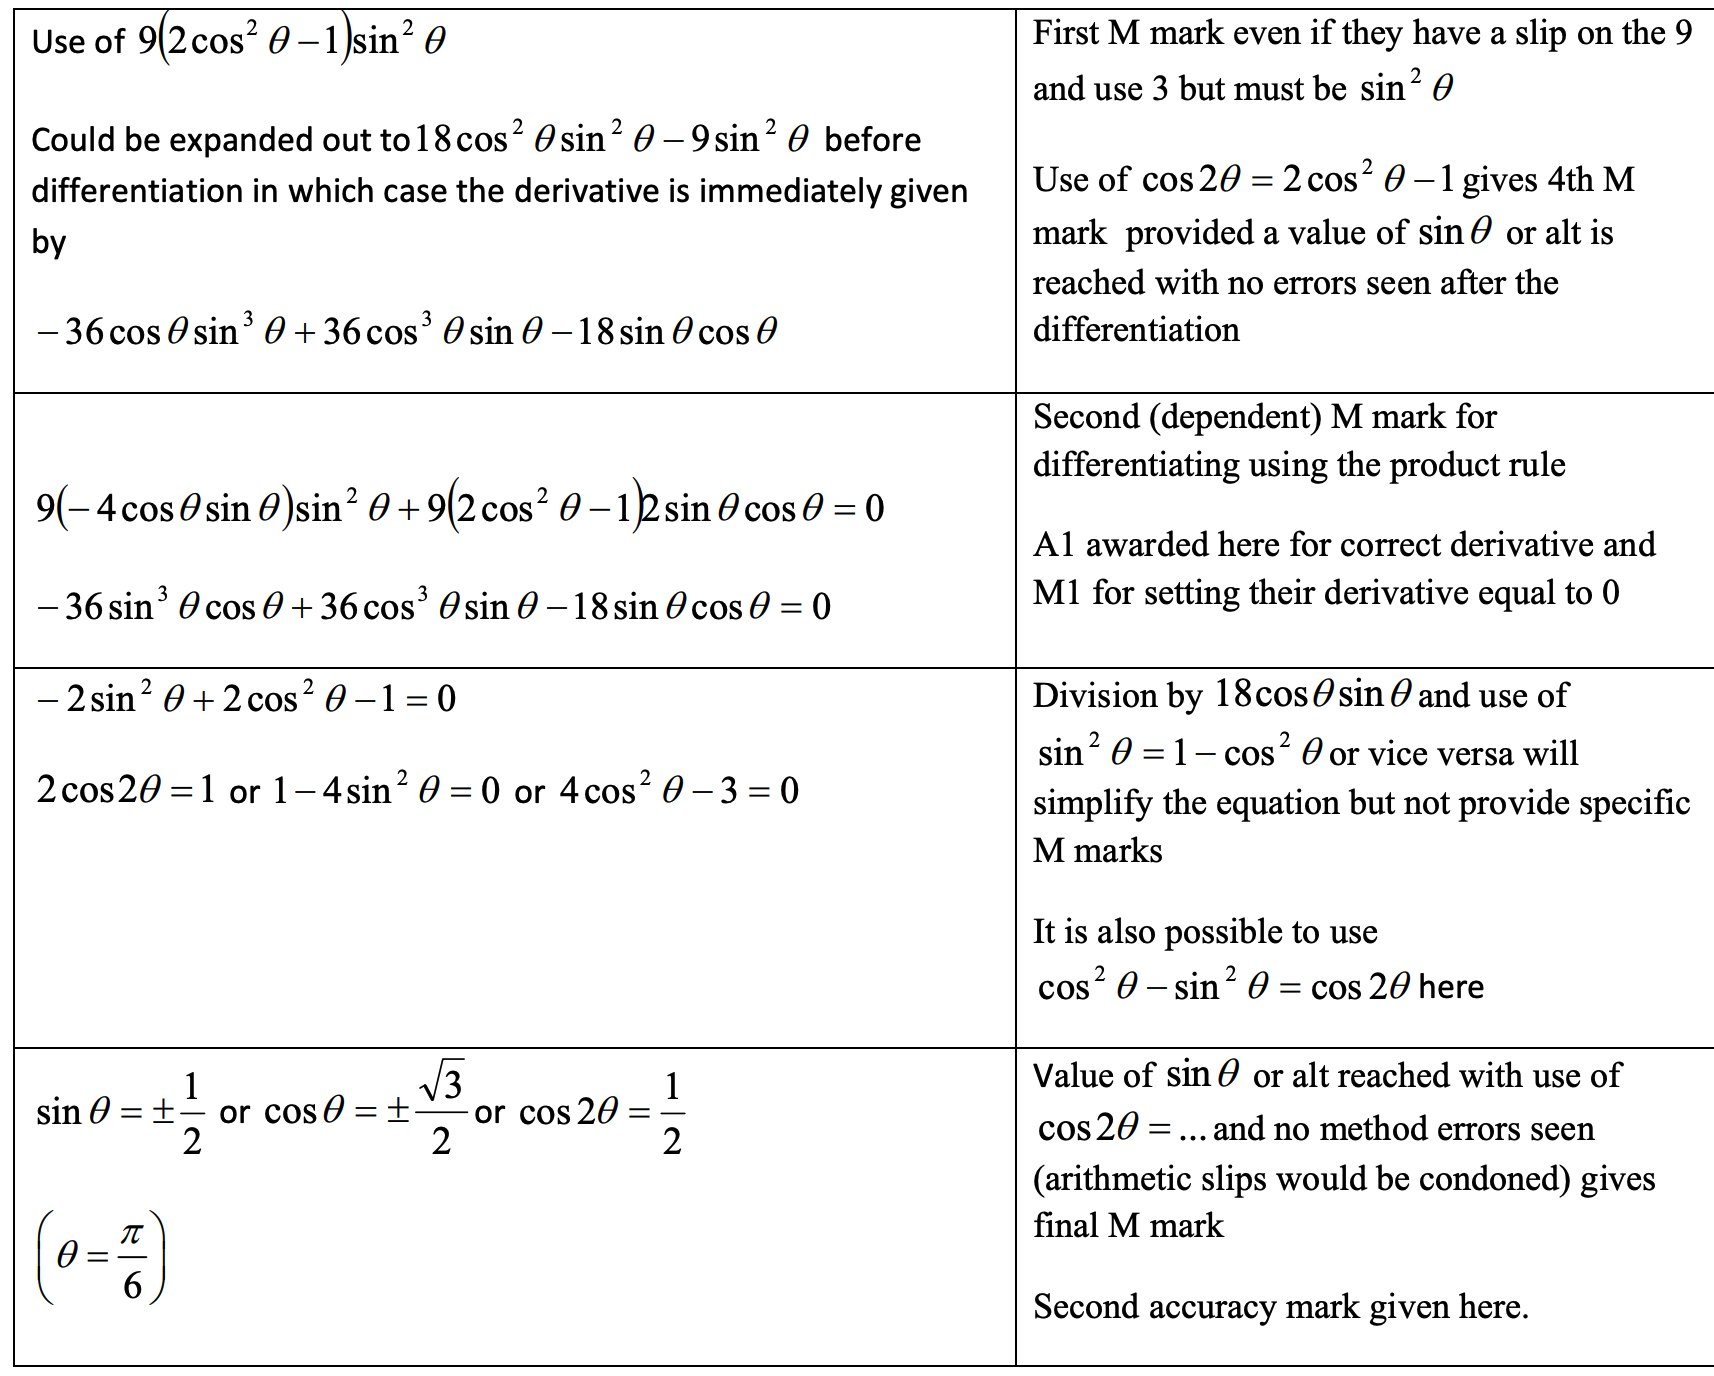 Use of 9(2cos² θ − 1)sin² θ
Could be expanded out to 18cos² θ sin² θ − 9sin² θ before
differentiation in which case the derivative is immediately given
by
− 36cos θ sin³ θ + 36cos³ θ sin θ − 18sin θ cos θ
First M mark even if they have a slip on the 9
and use 3 but must be sin² θ
Use of cos 2θ = 2cos² θ − 1 gives 4th M
mark provided a value of sin θ or alt is
reached with no errors seen after the
differentiation
9(− 4cos θ sin θ)sin² θ + 9(2cos² θ − 1)2sin θ cos θ = 0
− 36sin³ θ cos θ + 36cos³ θ sin θ − 18sin θ cos θ = 0
Second (dependent) M mark for
differentiating using the product rule
A1 awarded here for correct derivative and
M1 for setting their derivative equal to 0
− 2sin² θ + 2cos² θ − 1 = 0
2cos 2θ = 1 or 1 − 4sin² θ = 0 or 4cos² θ − 3 = 0
Division by 18cos θ sin θ and use of
sin² θ = 1 − cos² θ or vice versa will
simplify the equation but not provide specific
M marks
It is also possible to use
cos² θ − sin² θ = cos 2θ here
sin θ = ±1/2 or cos θ = ±√3/2 or cos 2θ = 1/2
(θ = π/6)
Value of sin θ or alt reached with use of
cos 2θ = ... and no method errors seen
(arithmetic slips would be condoned) gives
final M mark
Second accuracy mark given here.